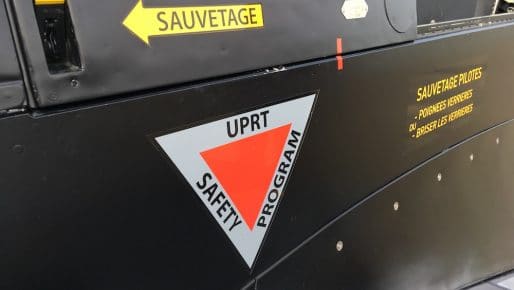 SAUVETAGE
UPRT
SAFETY
PROGRAM
SAUVETAGE PILOTES
- POIGNEES VERRIERES
OU
- BRISER LES VERRIERES